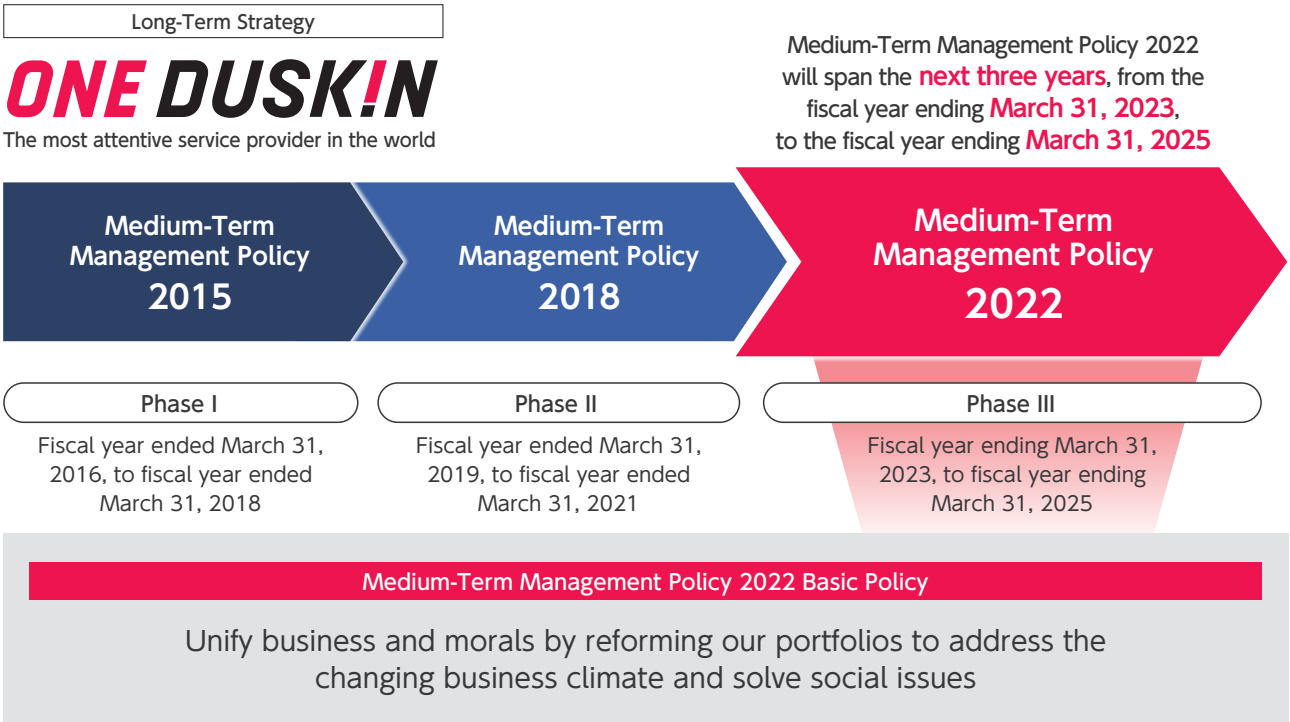 Long-Term Strategy
ONE DUSK!N
The most attentive service provider in the world
Medium-Term Management Policy 2022
will span the next three years, from the
fiscal year ending March 31, 2023,
to the fiscal year ending March 31, 2025
Medium-Term
Management Policy
2015
Medium-Term
Management Policy
2018
Medium-Term
Management Policy
2022
Phase I
Fiscal year ended March 31,
2016, to fiscal year ended
March 31, 2018
Phase II
Fiscal year ended March 31,
2019, to fiscal year ended
March 31, 2021
Phase III
Fiscal year ending March 31,
2023, to fiscal year ending
March 31, 2025
Medium-Term Management Policy 2022 Basic Policy
Unify business and morals by reforming our portfolios to address the
changing business climate and solve social issues